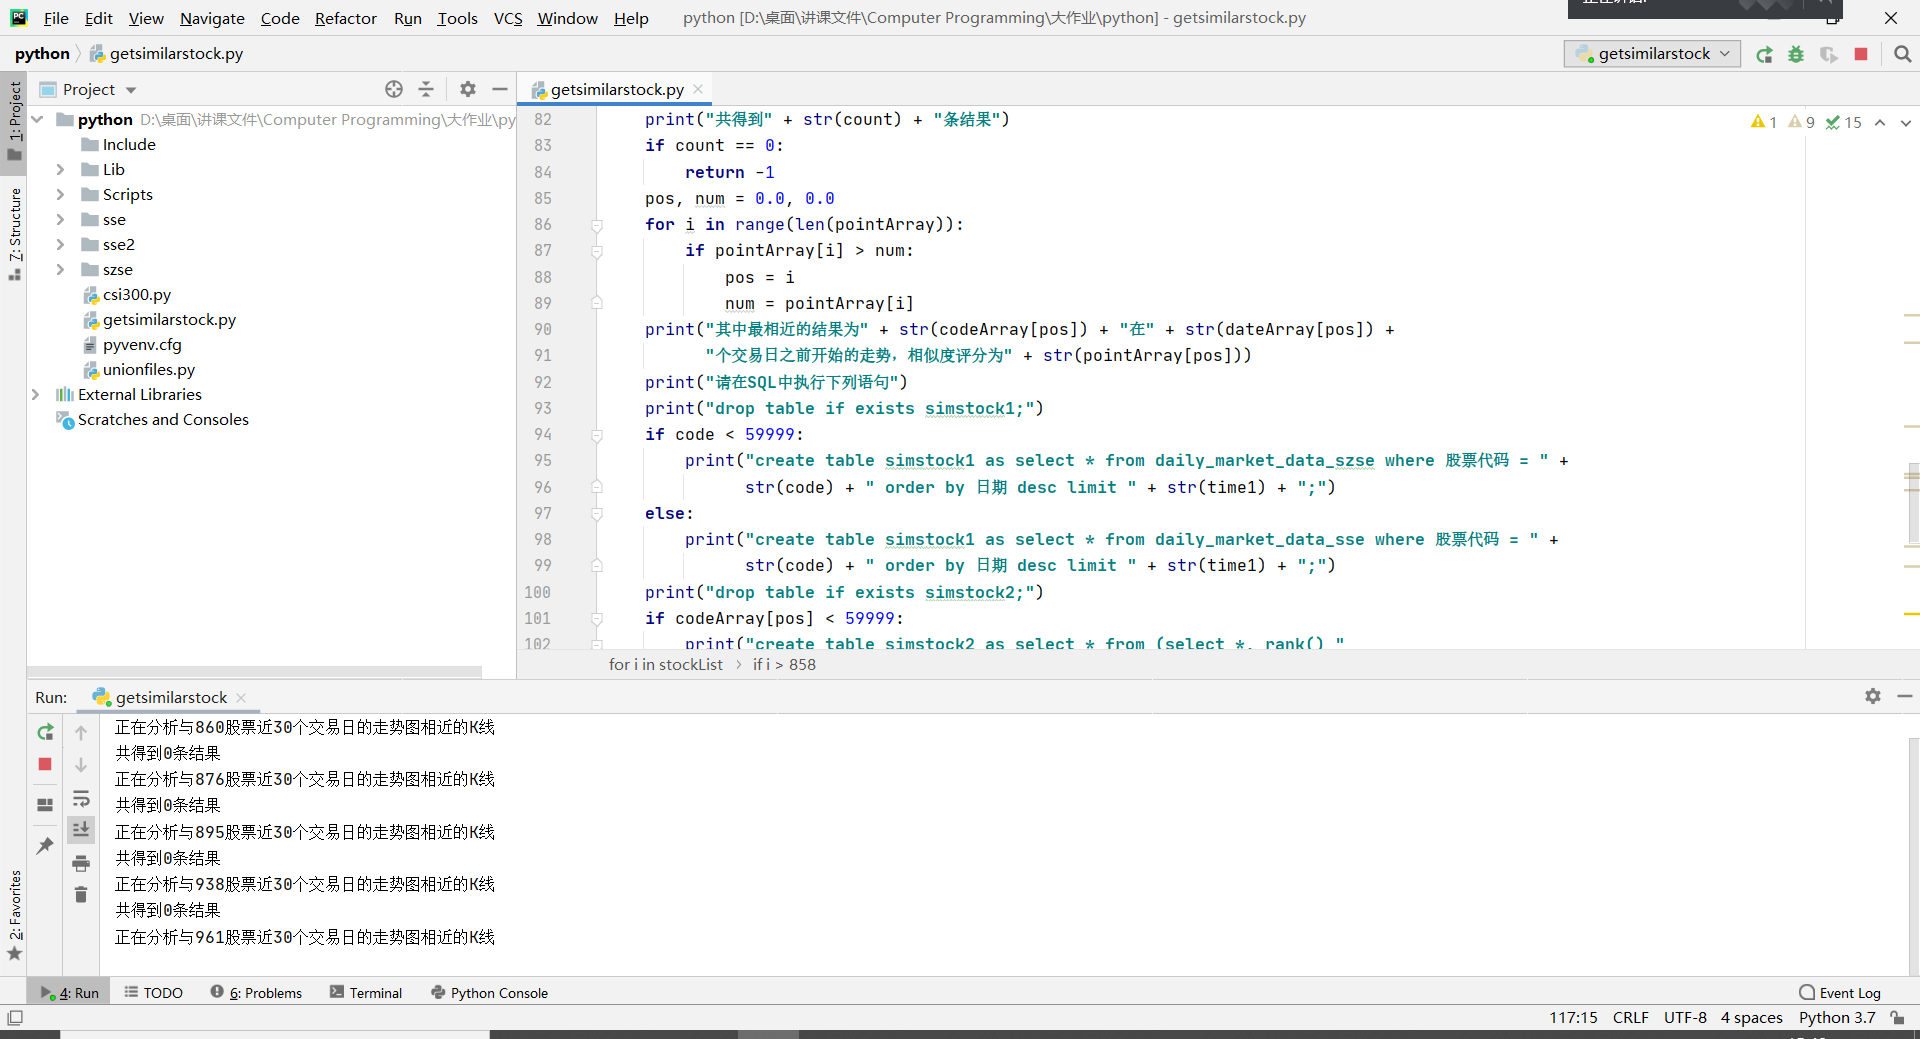 File Edit View Navigate Code Refactor Run Tools VCS Window Help python [D:\桌面\讲课文件\Computer Programming\大作业\python] - getsimilarstock.py
python getsimilarstock.py getsimilarstock
Project getsimilarstock.py
1: Project
7: Structure
2: Favorites
python D:\桌面\讲课文件\Computer Programming\大作业\py
Include
Lib
Scripts
sse
sse2
szse
csi300.py
getsimilarstock.py
pyvenv.cfg
unionfiles.py
External Libraries
Scratches and Consoles
1 9 15
82 print("共得到" + str(count) + "条结果")
83 if count == 0:
84 return -1
85 pos, num = 0.0, 0.0
86 for i in range(len(pointArray)):
87 if pointArray[i] > num:
88 pos = i
89 num = pointArray[i]
90 print("其中最相近的结果为" + str(codeArray[pos]) + "在" + str(dateArray[pos]) +
91 "个交易日之前开始的走势，相似度评分为" + str(pointArray[pos]))
92 print("请在SQL中执行下列语句")
93 print("drop table if exists simstock1;")
94 if code < 59999:
95 print("create table simstock1 as select * from daily_market_data_szse where 股票代码 = " +
96 str(code) + " order by 日期 desc limit " + str(time1) + ";")
97 else:
98 print("create table simstock1 as select * from daily_market_data_sse where 股票代码 = " +
99 str(code) + " order by 日期 desc limit " + str(time1) + ";")
100 print("drop table if exists simstock2;")
101 if codeArray[pos] < 59999:
102 print("create table simstock2 as select * from (select *, rank() "
for i in stockList if i > 858
Run: getsimilarstock
正在分析与860股票近30个交易日的走势图相近的K线
共得到0条结果
正在分析与876股票近30个交易日的走势图相近的K线
共得到0条结果
正在分析与895股票近30个交易日的走势图相近的K线
共得到0条结果
正在分析与938股票近30个交易日的走势图相近的K线
共得到0条结果
正在分析与961股票近30个交易日的走势图相近的K线
4: Run TODO 6: Problems Terminal Python Console Event Log
117:15 CRLF UTF-8 4 spaces Python 3.7